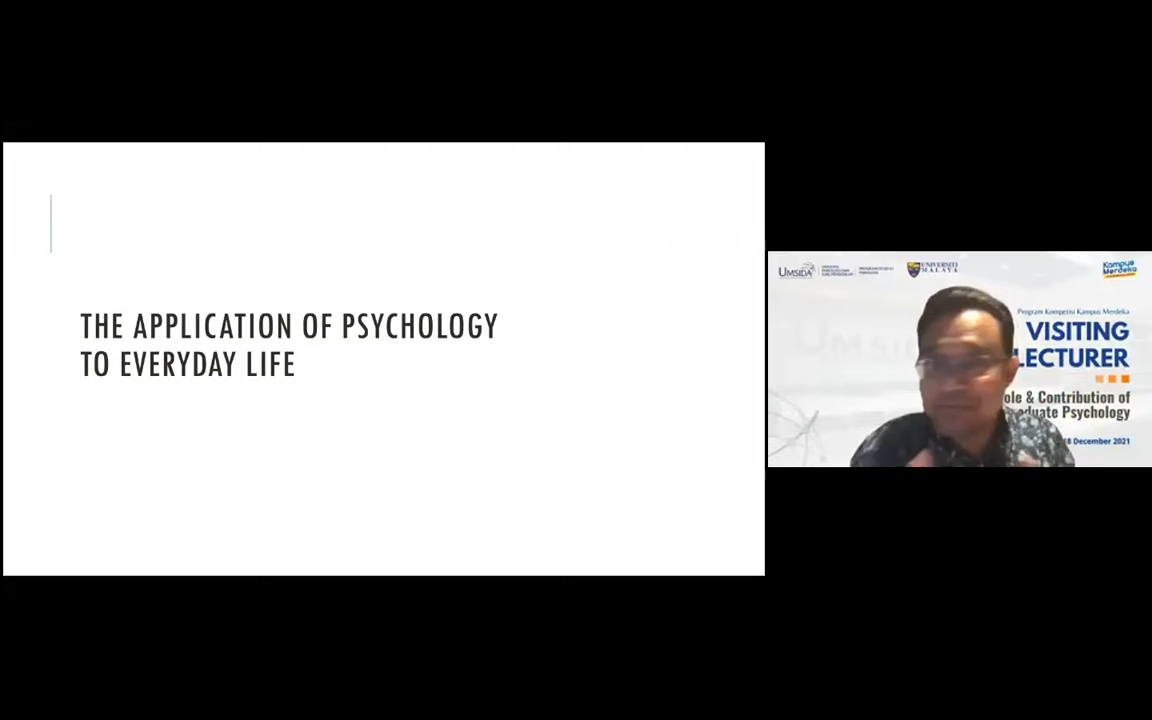 THE APPLICATION OF PSYCHOLOGY
TO EVERYDAY LIFE
UMSIDA
UNIVERSITI
MALAYA
Kampus
Merdeka
Program Kompetisi Kampus Merdeka
VISITING
LECTURER
ole & Contribution of
duate Psychology
18 December 2021